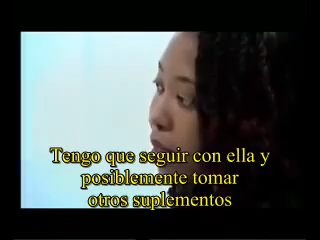 Tengo que seguir con ella y
posiblemente tomar
otros suplementos